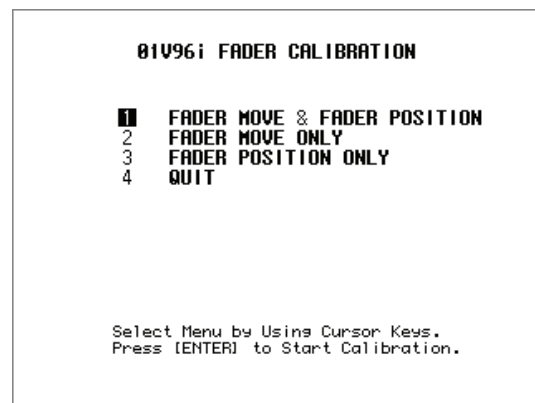 01V96i FADER CALIBRATION
1 FADER MOVE & FADER POSITION
2 FADER MOVE ONLY
3 FADER POSITION ONLY
4 QUIT
Select Menu by Using Cursor Keys.
Press [ENTER] to Start Calibration.